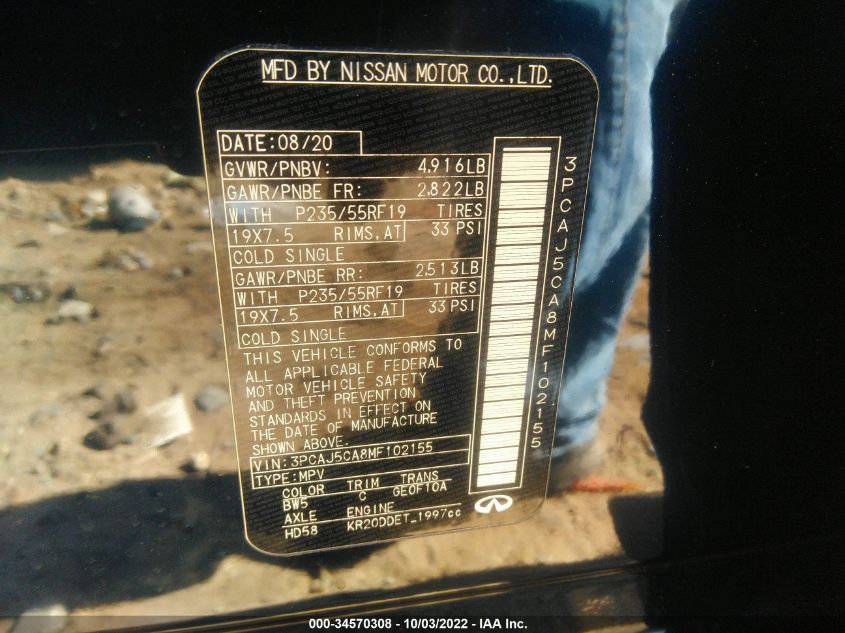 MFD BY NISSAN MOTOR CO.,LTD.
DATE:08/20
GVWR/PNBV: 4,916LB
GAWR/PNBE FR: 2,822LB
WITH P235/55RF19 TIRES
19X7.5 RIMS,AT 33 PSI
COLD SINGLE
GAWR/PNBE RR: 2,513LB
WITH P235/55RF19 TIRES
19X7.5 RIMS,AT 33 PSI
COLD SINGLE
THIS VEHICLE CONFORMS TO
ALL APPLICABLE FEDERAL
MOTOR VEHICLE SAFETY
AND THEFT PREVENTION
STANDARDS IN EFFECT ON
THE DATE OF MANUFACTURE
SHOWN ABOVE.
VIN:3PCAJ5CA8MF102155
TYPE:MPV
COLOR TRIM TRANS
BW5 C GE0F10A
AXLE ENGINE
HD58 KR20DDET_1997cc
3PCAJ5CA8MF102155
000-34570308 - 10/03/2022 - IAA Inc.